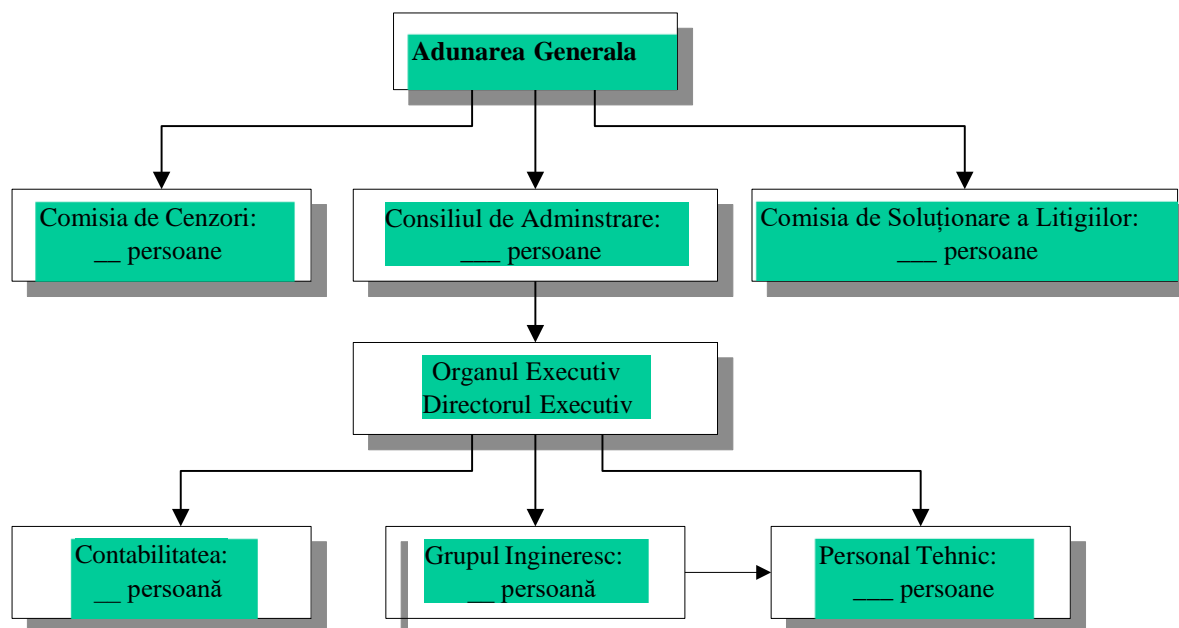 Adunarea Generala
Comisia de Cenzori:
__ persoane
Consiliul de Adminstrare:
___ persoane
Comisia de Soluționare a Litigiilor:
___ persoane
Organul Executiv
Directorul Executiv
Contabilitatea:
__ persoană
Grupul Ingineresc:
__ persoană
Personal Tehnic:
___ persoane